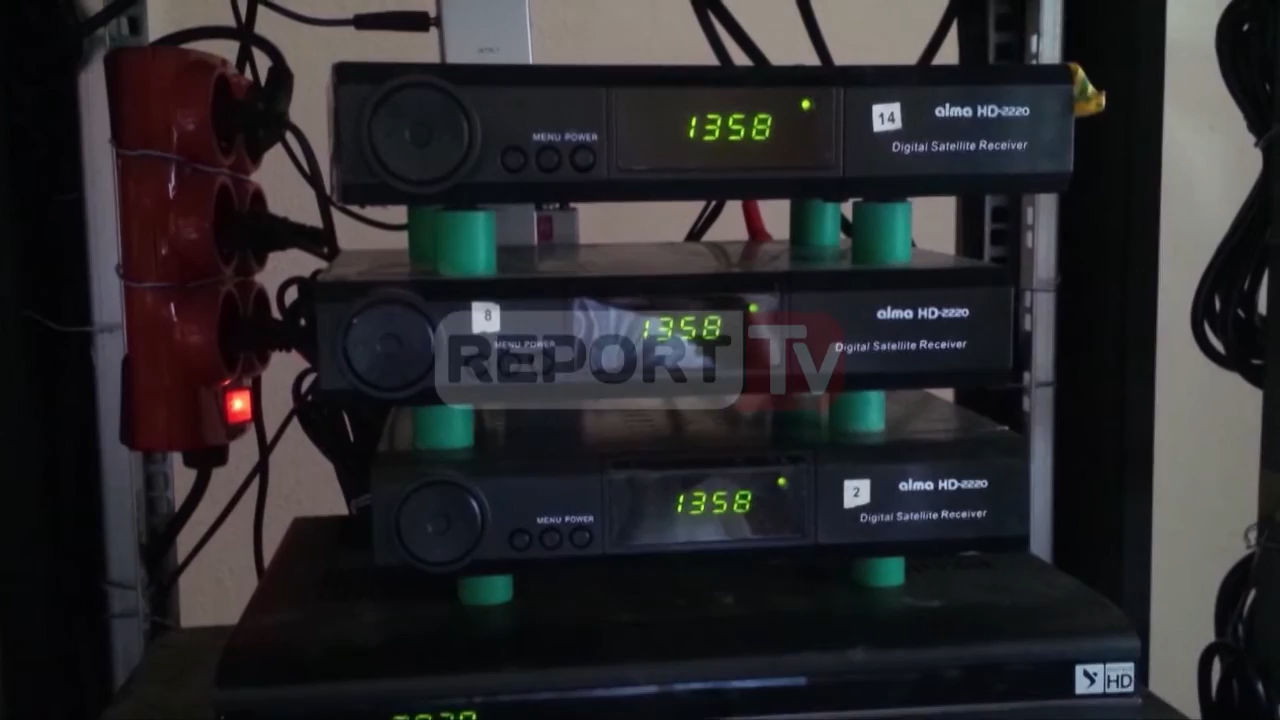 MENU POWER
1358
14
alma HD-2220
Digital Satellite Receiver
8
MENU POWER
1358
alma HD-2220
Digital Satellite Receiver
REPORT Tv
MENU POWER
1358
2
alma HD-2220
Digital Satellite Receiver
HD